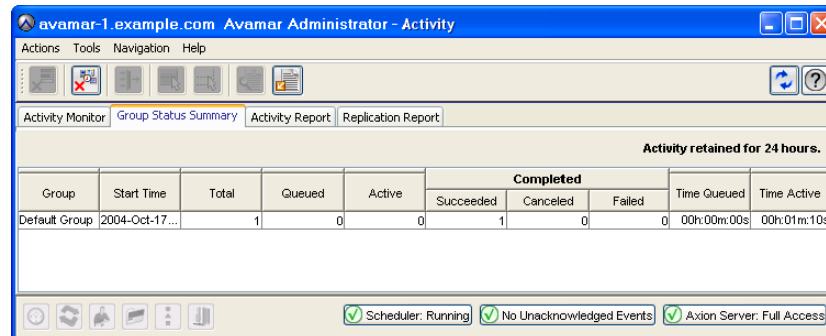 avamar-1.example.com Avamar Administrator - Activity
Actions Tools Navigation Help
Activity Monitor Group Status Summary Activity Report Replication Report
Activity retained for 24 hours.
Group Start Time Total Queued Active Completed Time Queued Time Active
Succeeded Canceled Failed
Default Group 2004-Oct-17... 1 0 0 1 0 0 00h:00m:00s 00h:01m:10s
Scheduler: Running No Unacknowledged Events Axion Server: Full Access